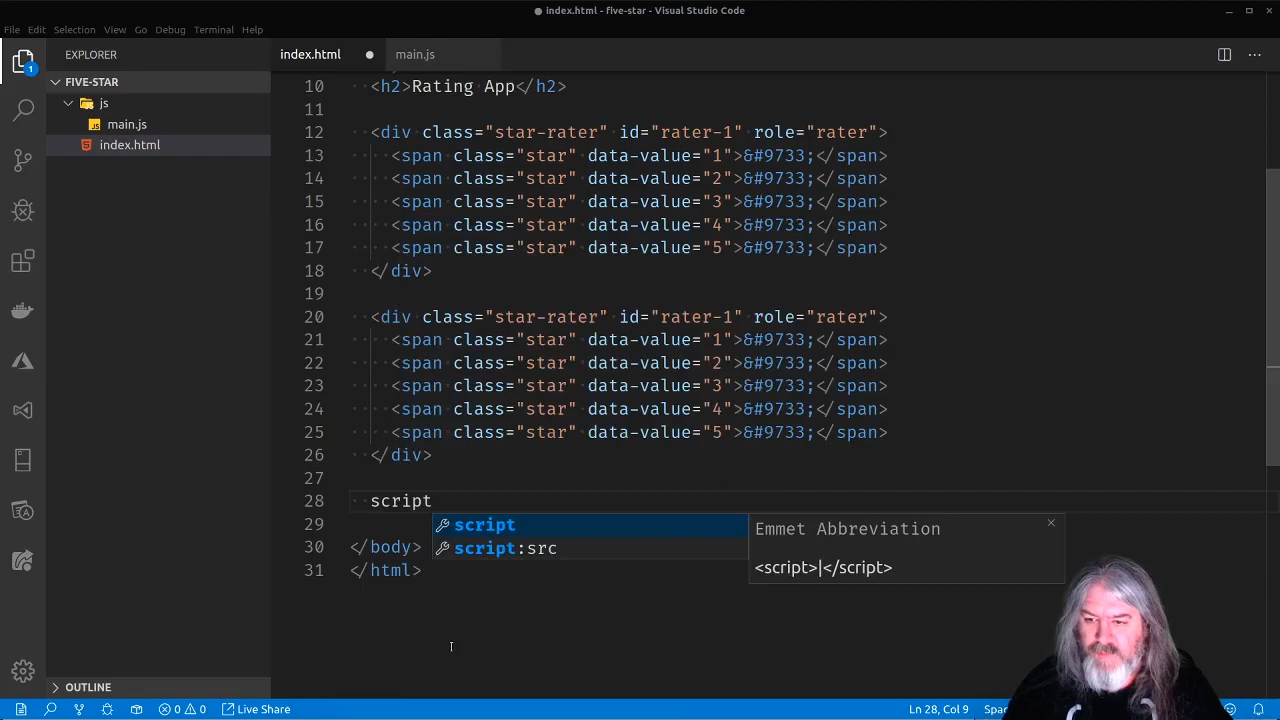 ● index.html - five-star - Visual Studio Code
File Edit Selection View Go Debug Terminal Help
EXPLORER
index.html ●
main.js
FIVE-STAR
js
main.js
index.html
10 <h2>Rating App</h2>
11
12 <div class="star-rater" id="rater-1" role="rater">
13 <span class="star" data-value="1">&#9733;</span>
14 <span class="star" data-value="2">&#9733;</span>
15 <span class="star" data-value="3">&#9733;</span>
16 <span class="star" data-value="4">&#9733;</span>
17 <span class="star" data-value="5">&#9733;</span>
18 </div>
19
20 <div class="star-rater" id="rater-1" role="rater">
21 <span class="star" data-value="1">&#9733;</span>
22 <span class="star" data-value="2">&#9733;</span>
23 <span class="star" data-value="3">&#9733;</span>
24 <span class="star" data-value="4">&#9733;</span>
25 <span class="star" data-value="5">&#9733;</span>
26 </div>
27
28 script
29
30 </body>
31 </html>
script
script:src
Emmet Abbreviation
<script>|</script>
1
OUTLINE
0 0 Live Share
Ln 28, Col 9